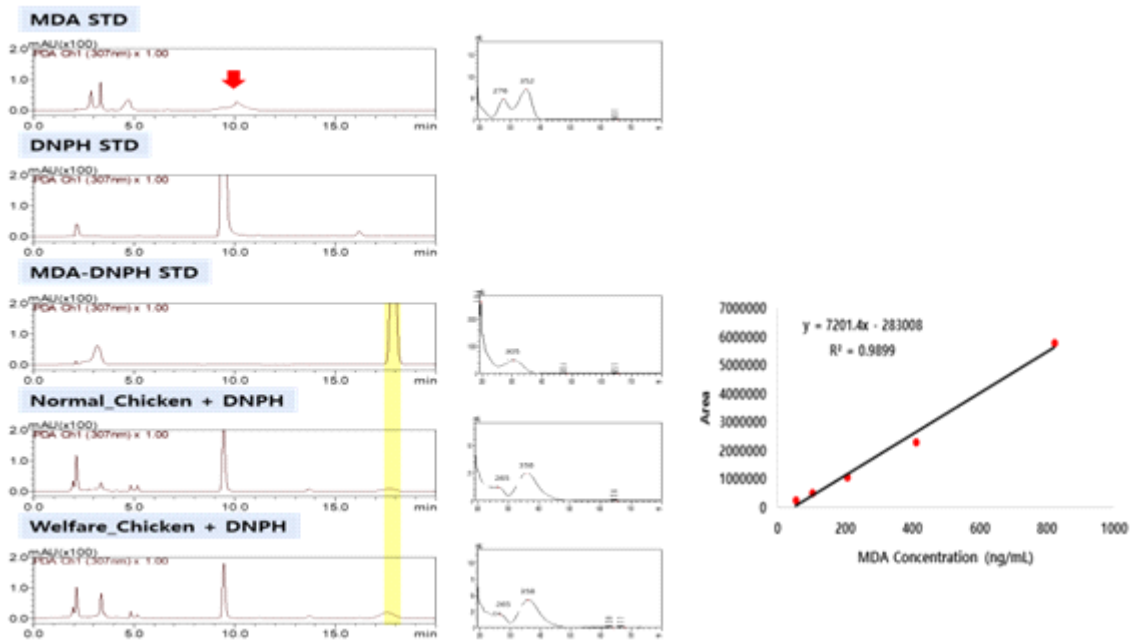 MDA STD
mAU(x100)
PDA Ch1 (307nm) x 1.00
2.0
1.0
0.0
0.0 5.0 10.0 15.0 min
276 352
DNPH STD
mAU(x100)
PDA Ch1 (307nm) x 1.00
2.0
1.0
0.0
0.0 5.0 10.0 15.0 min
MDA-DNPH STD
mAU(x100)
PDA Ch1 (307nm) x 1.00
2.0
1.0
0.0
0.0 5.0 10.0 15.0 min
305
Normal_Chicken + DNPH
mAU(x100)
PDA Ch1 (307nm) x 1.00
2.0
1.0
0.0
0.0 5.0 10.0 15.0 min
265 358
Welfare_Chicken + DNPH
mAU(x100)
PDA Ch1 (307nm) x 1.00
2.0
1.0
0.0
0.0 5.0 10.0 15.0 min
265 358
7000000
6000000
5000000
4000000
3000000
2000000
1000000
0
y = 7201.4x - 283008
R² = 0.9899
Area
0 200 400 600 800 1000
MDA Concentration (ng/mL)